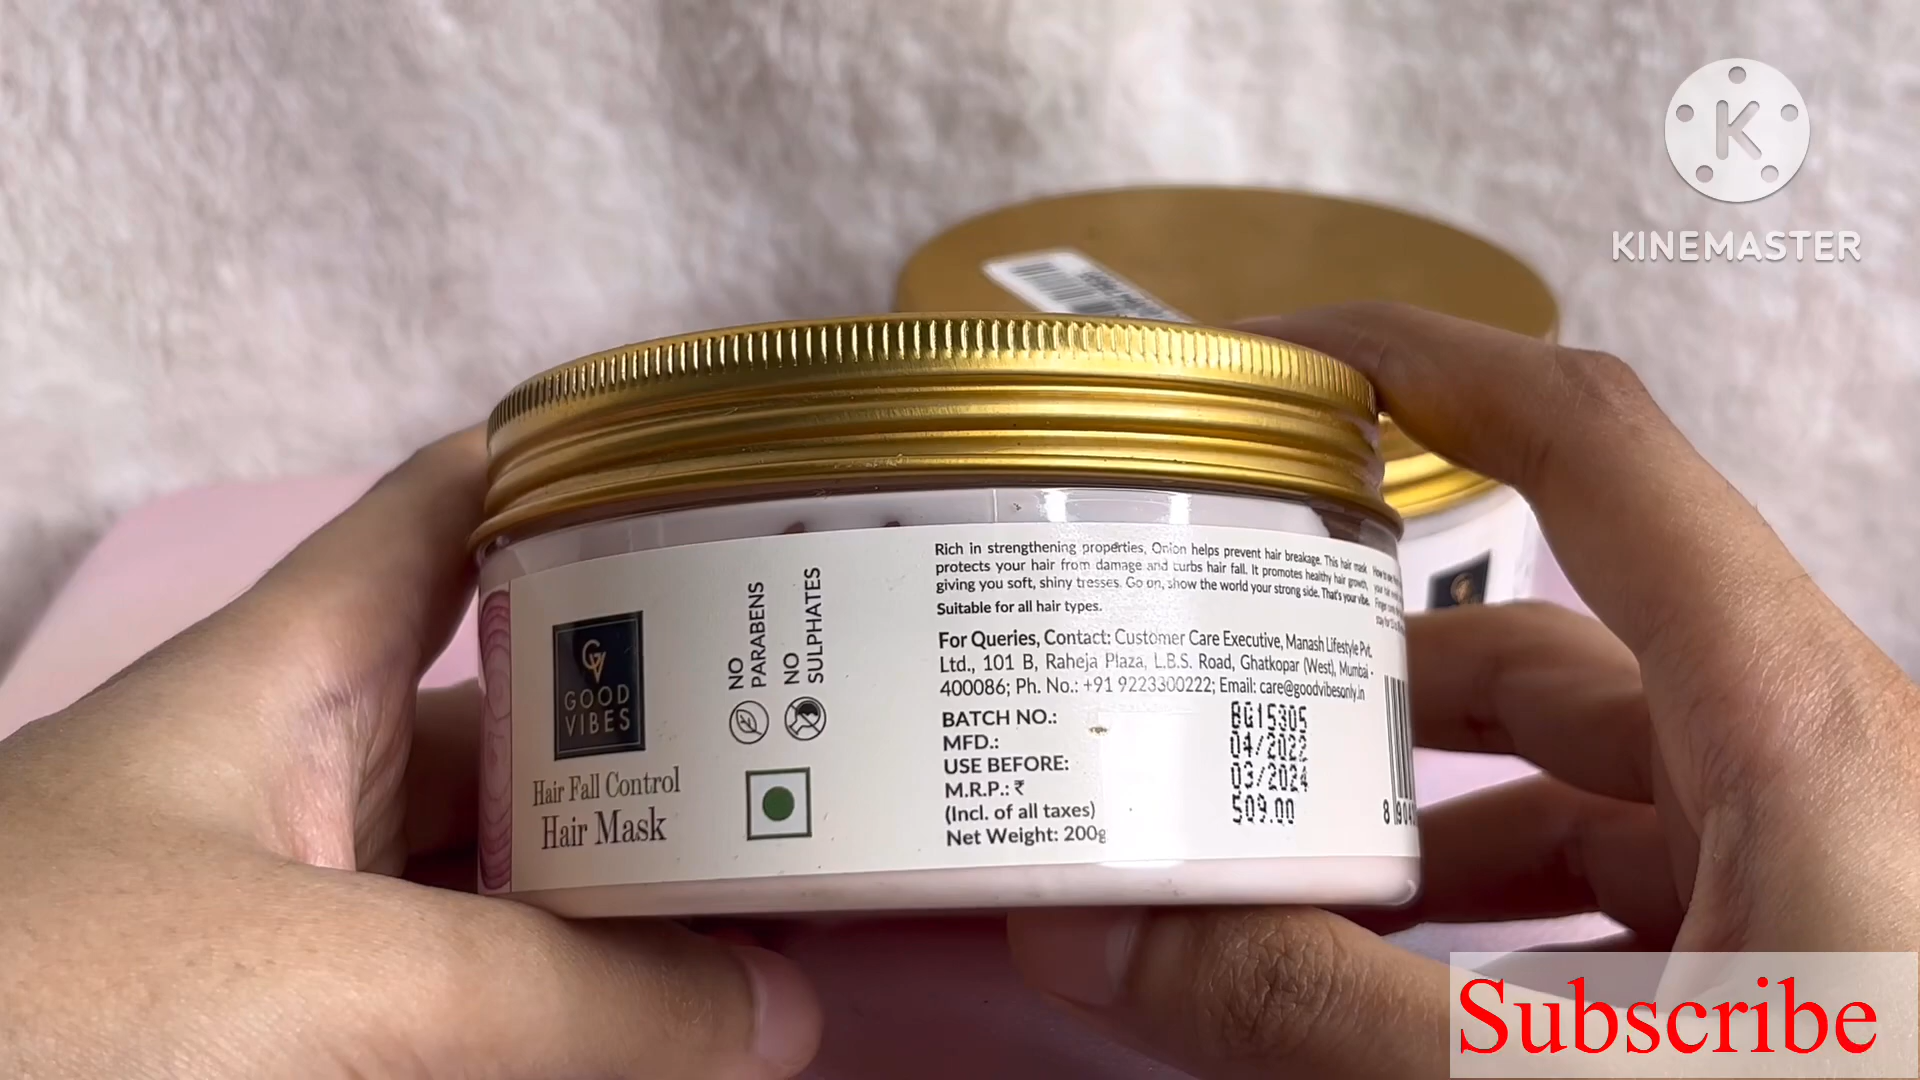 K
KINEMASTER
GV
GOOD
VIBES
Hair Fall Control
Hair Mask
NO
PARABENS
NO
SULPHATES
Rich in strengthening properties, Onion helps prevent hair breakage. This hair mask
protects your hair from damage and curbs hair fall. It promotes healthy hair growth,
giving you soft, shiny tresses. Go on, show the world your strong side. That's your vibe.
Suitable for all hair types.
For Queries, Contact: Customer Care Executive, Manash Lifestyle Pvt.
Ltd., 101 B, Raheja Plaza, L.B.S. Road, Ghatkopar (West), Mumbai -
400086; Ph. No.: +91 9223300222; Email: care@goodvibesonly.in
BATCH NO.: BG15305
MFD.: 04/2022
USE BEFORE: 03/2024
M.R.P.: ₹ 509.00
(Incl. of all taxes)
Net Weight: 200g
Subscribe